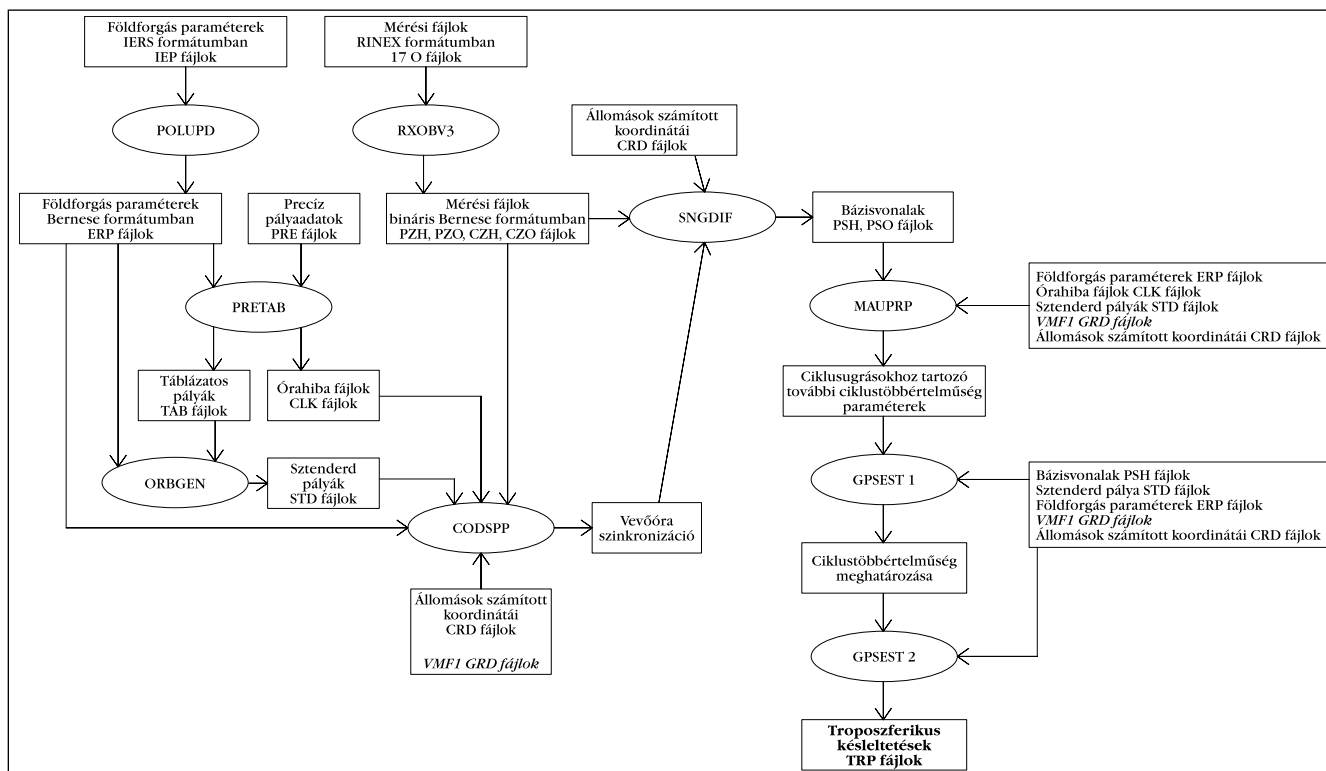 Földforgás paraméterek
IERS formátumban
IEP fájlok
Mérési fájlok
RINEX formátumban
17 O fájlok
POLUPD
RXOBV3
Állomások számított
koordinátái
CRD fájlok
Földforgás paraméterek
Bernese formátumban
ERP fájlok
Precíz
pályaadatok
PRE fájlok
Mérési fájlok
bináris Bernese formátumban
PZH, PZO, CZH, CZO fájlok
SNGDIF
Bázisvonalak
PSH, PSO fájlok
PRETAB
MAUPRP
Földforgás paraméterek ERP fájlok
Órahiba fájlok CLK fájlok
Sztenderd pályák STD fájlok
VMF1 GRD fájlok
Állomások számított koordinátái CRD fájlok
Táblázatos
pályák
TAB fájlok
Órahiba fájlok
CLK fájlok
Ciklusugrásokhoz tartozó
további ciklustöbbértelműség
paraméterek
ORBGEN
Sztenderd
pályák
STD fájlok
GPSEST 1
Bázisvonalak PSH fájlok
Sztenderd pálya STD fájlok
Földforgás paraméterek ERP fájlok
VMF1 GRD fájlok
Állomások számított koordinátái CRD fájlok
CODSPP
Vevőóra
szinkronizáció
Ciklustöbbértelműség
meghatározása
Állomások számított
koordinátái
CRD fájlok
VMF1 GRD fájlok
GPSEST 2
Troposzferikus
késleltetések
TRP fájlok